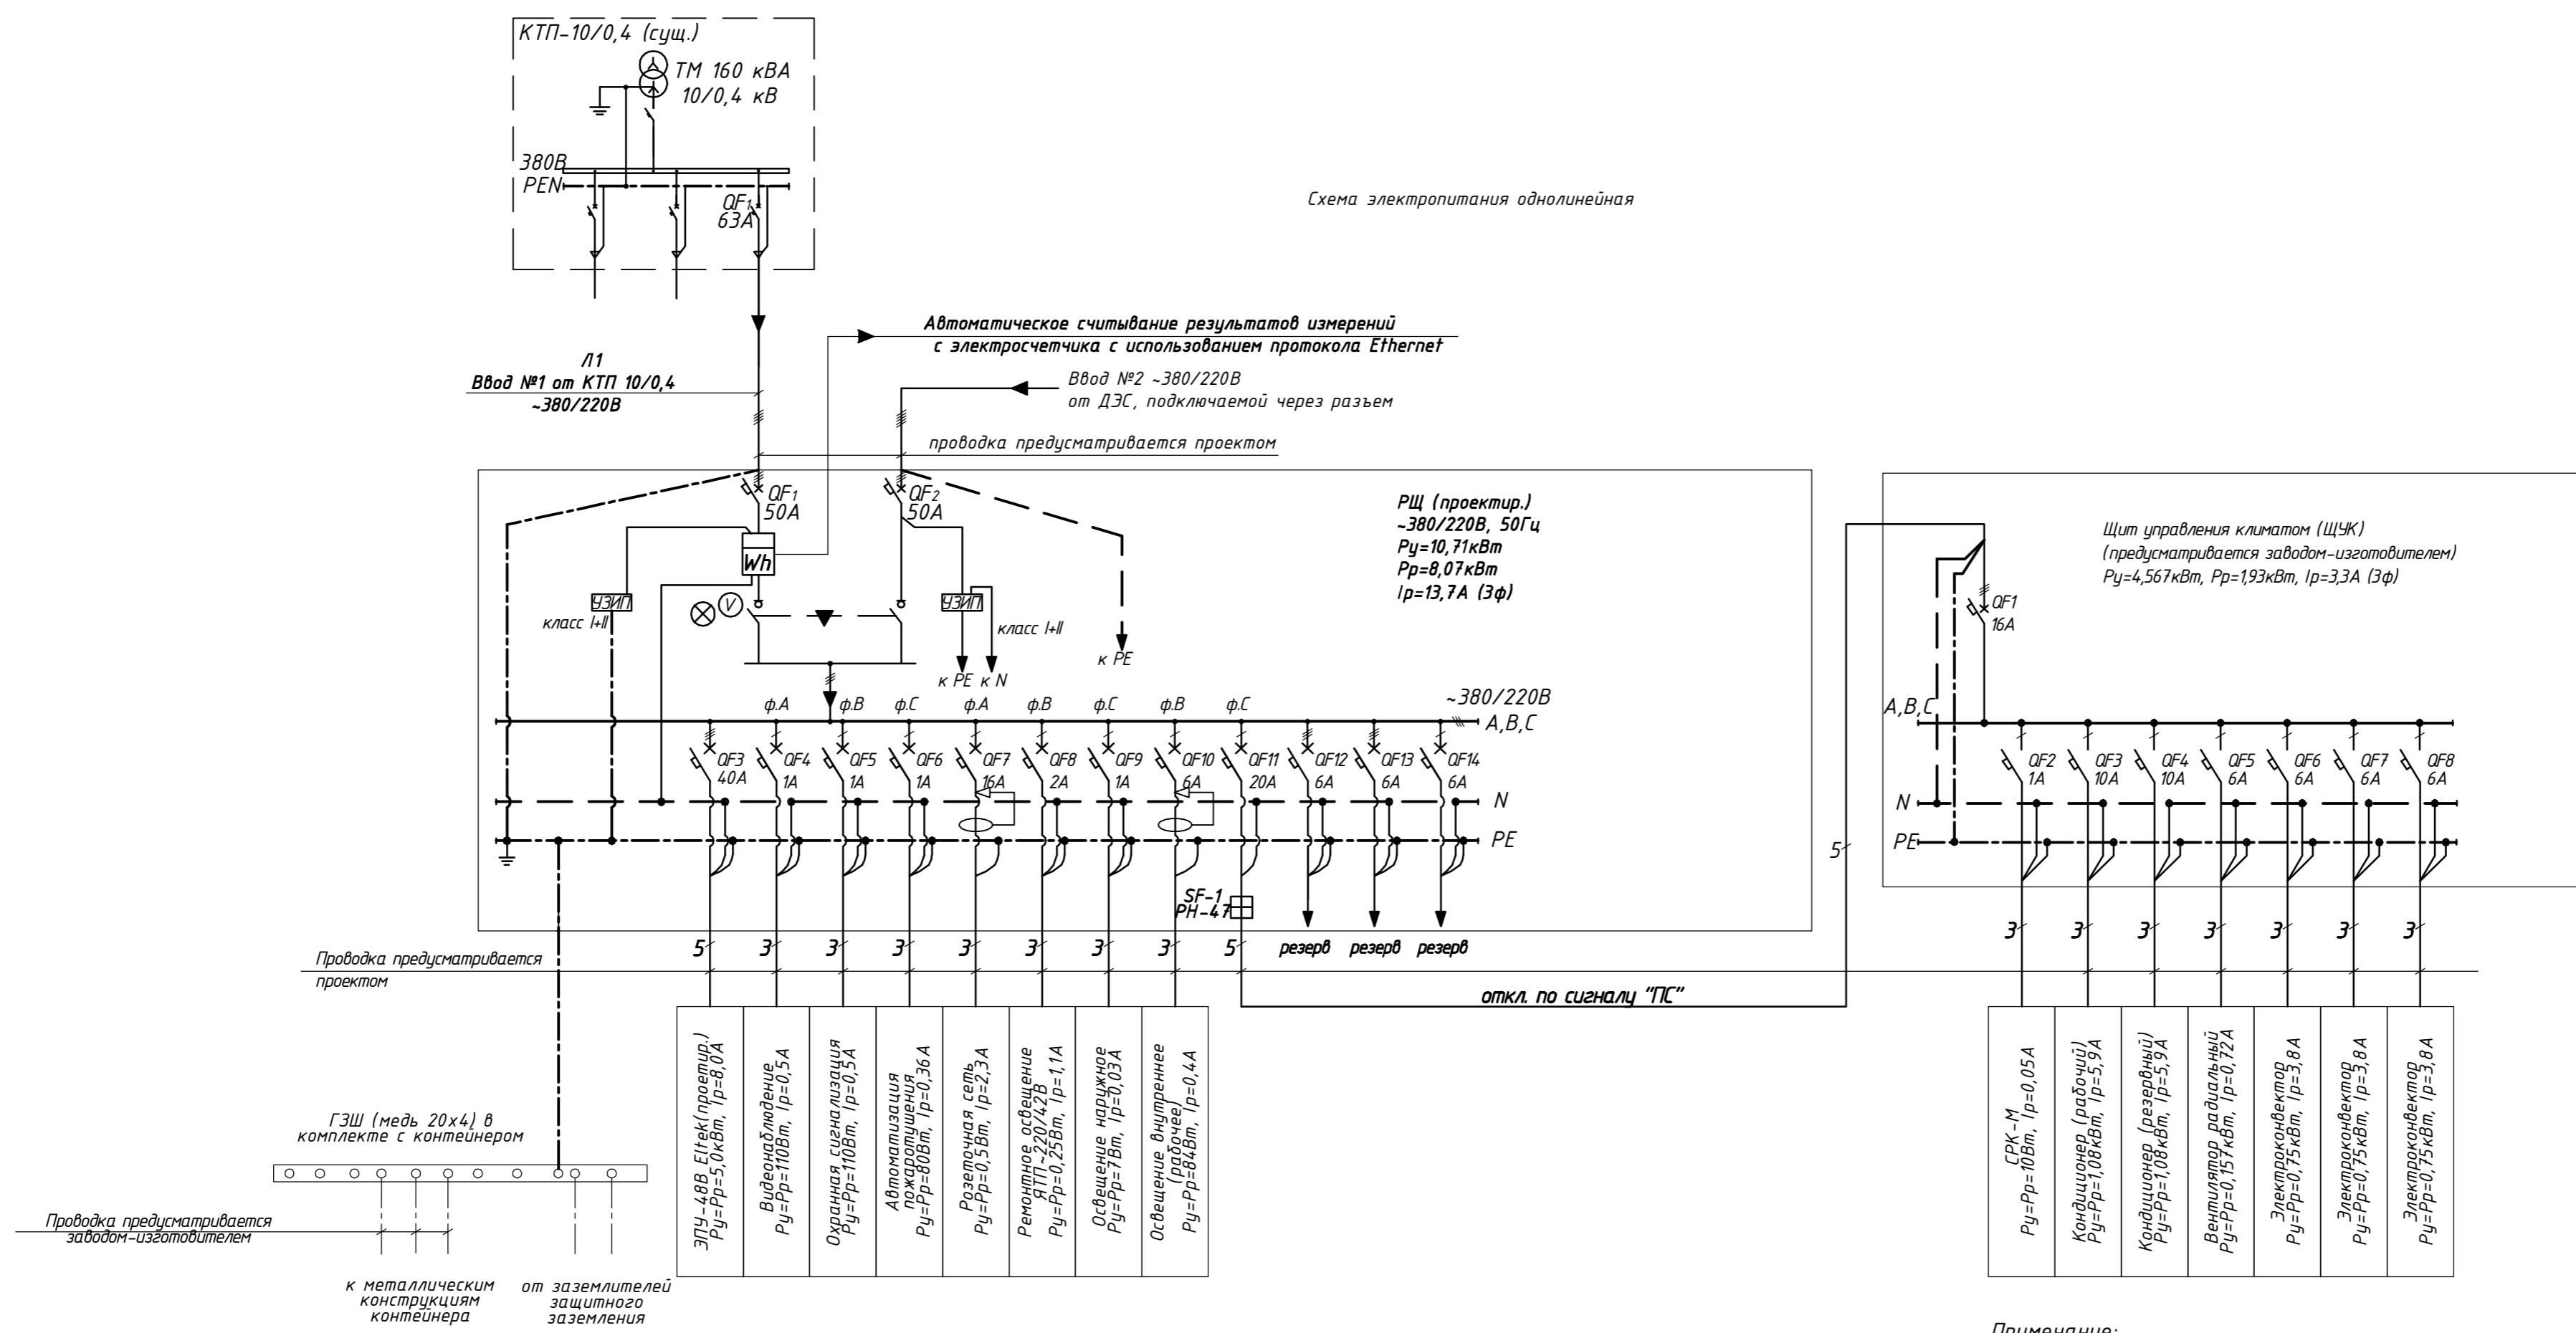 КТП-10/0,4 (сущ.)
ТМ 160 кВА
10/0,4 кВ
380В
PEN
QF1
63А
Схема электропитания однолинейная
Автоматическое считывание результатов измерений
с электросчетчика с использованием протокола Ethernet
Л1
Ввод №1 от КТП 10/0,4
~380/220В
Ввод №2 ~380/220В
от ДЭС, подключаемой через разъем
проводка предусматривается проектом
QF1
50А
QF2
50А
Wh
V
УЗИП
класс I+II
УЗИП
класс I+II
к PE
к PE к N
РЩ (проектир.)
~380/220В, 50Гц
Ру=10,71кВт
Рр=8,07кВт
Iр=13,7А (3ф)
ф.А
ф.В
ф.С
ф.А
ф.В
ф.С
ф.В
ф.С
~380/220В
А,В,С
QF3
40А
QF4
1А
QF5
1А
QF6
1А
QF7
16А
QF8
2А
QF9
1А
QF10
6А
QF11
20А
QF12
6А
QF13
6А
QF14
6А
N
PE
SF-1
РН-47
5
3
3
3
3
3
3
3
5
резерв
резерв
резерв
Проводка предусматривается
проектом
откл. по сигналу "ПС"
5
Щит управления климатом (ЩУК)
(предусматривается заводом-изготовителем)
Ру=4,567кВт, Рр=1,93кВт, Iр=3,3А (3ф)
QF1
16А
А,В,С
QF2
1А
QF3
10А
QF4
10А
QF5
6А
QF6
6А
QF7
6А
QF8
6А
N
PE
3
3
3
3
3
3
3
ЭПУ-48В Eltek(проетир.)
Ру=Рр=5,0кВт, Iр=8,0А
Видеонаблюдение
Ру=Рр=110Вт, Iр=0,5А
Охранная сигнализация
Ру=Рр=110Вт, Iр=0,5А
Автоматизация
пожаротушения
Ру=Рр=80Вт, Iр=0,36А
Розеточная сеть
Ру=Рр=0,5Вт, Iр=2,3А
Ремонтное освещение
ЯТП ~220/42В
Ру=Рр=0,25Вт, Iр=1,1А
Освещение наружное
Ру=Рр=7Вт, Iр=0,03А
Освещение внутреннее
(рабочее)
Ру=Рр=84Вт, Iр=0,4А
СРК-М
Ру=Рр=10Вт, Iр=0,05А
Кондиционер (рабочий)
Ру=Рр=1,08кВт, Iр=5,9А
Кондиционер (резервный)
Ру=Рр=1,08кВт, Iр=5,9А
Вентилятор радиальный
Ру=Рр=0,157кВт, Iр=0,72А
Электроконвектор
Ру=Рр=0,75кВт, Iр=3,8А
Электроконвектор
Ру=Рр=0,75кВт, Iр=3,8А
Электроконвектор
Ру=Рр=0,75кВт, Iр=3,8А
ГЗШ (медь 20х4) в
комплекте с контейнером
Проводка предусматривается
заводом-изготовителем
к металлическим
конструкциям
контейнера
от заземлителей
защитного
заземления
Примечание: